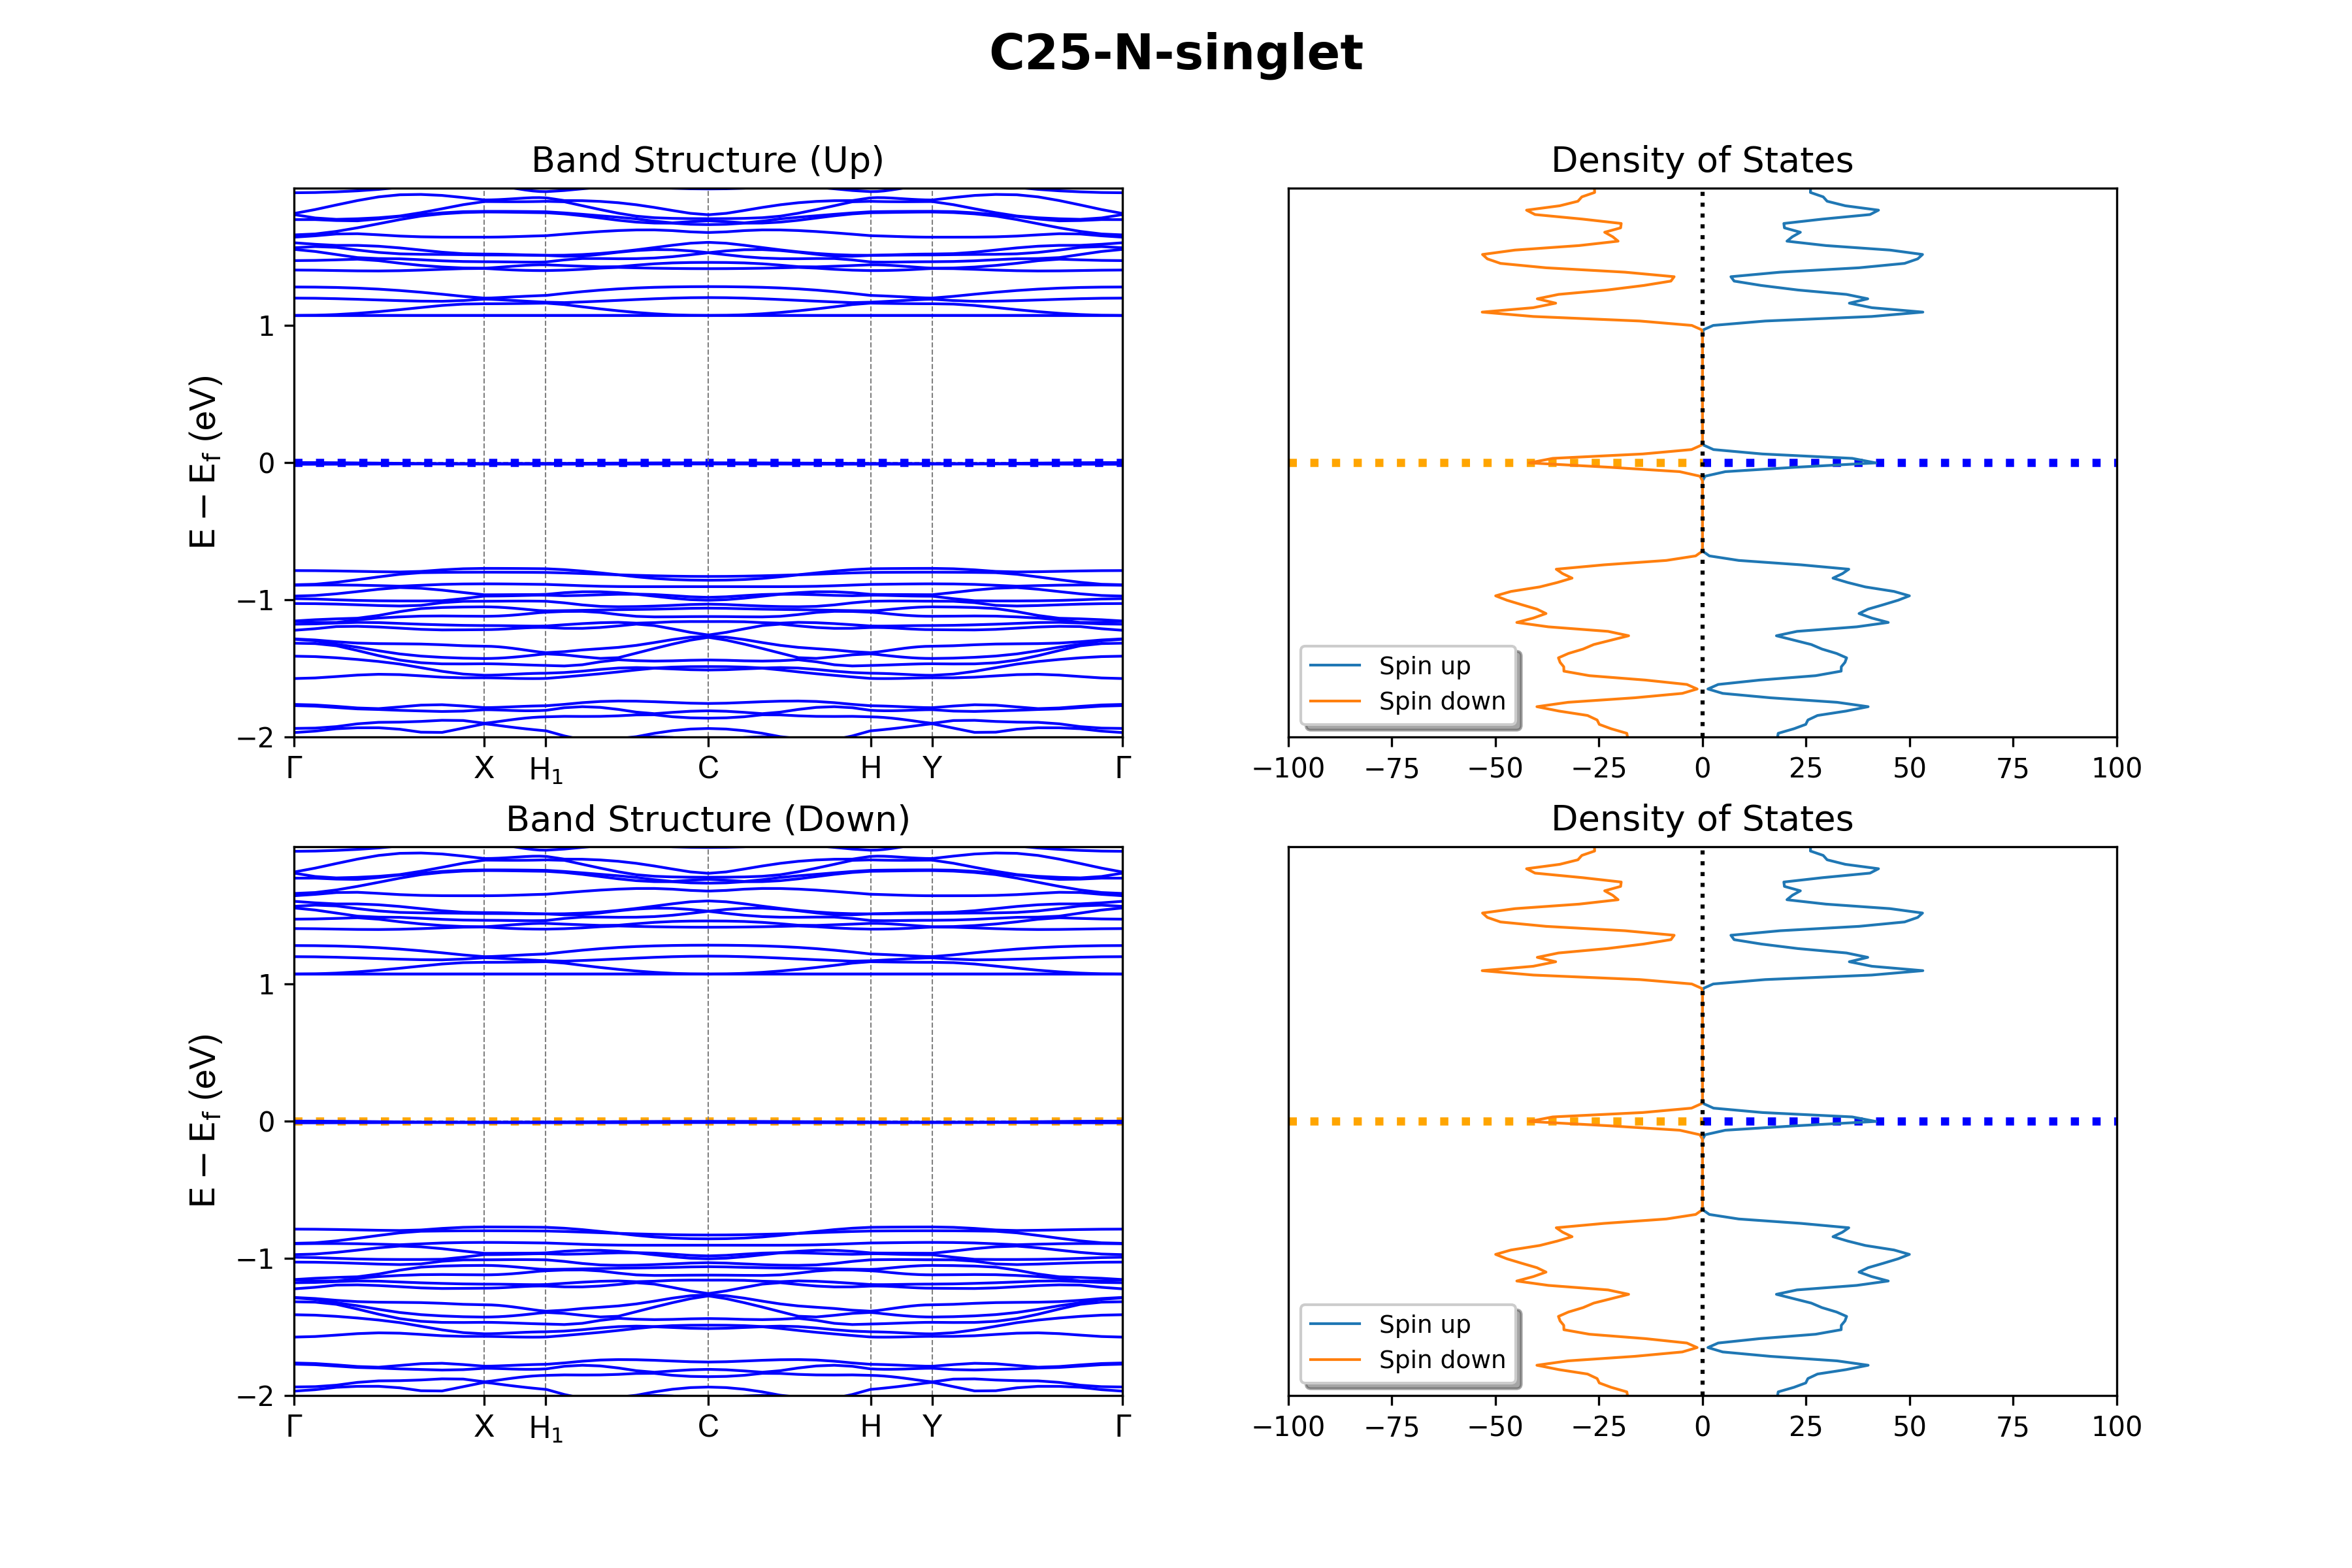 C25-N-singlet
Band Structure (Up)
Density of States
E − E_f (eV)
1
0
−1
−2
Γ X H₁ C H Y Γ
Spin up
Spin down
−100 −75 −50 −25 0 25 50 75 100
Band Structure (Down)
Density of States
E − E_f (eV)
1
0
−1
−2
Γ X H₁ C H Y Γ
Spin up
Spin down
−100 −75 −50 −25 0 25 50 75 100